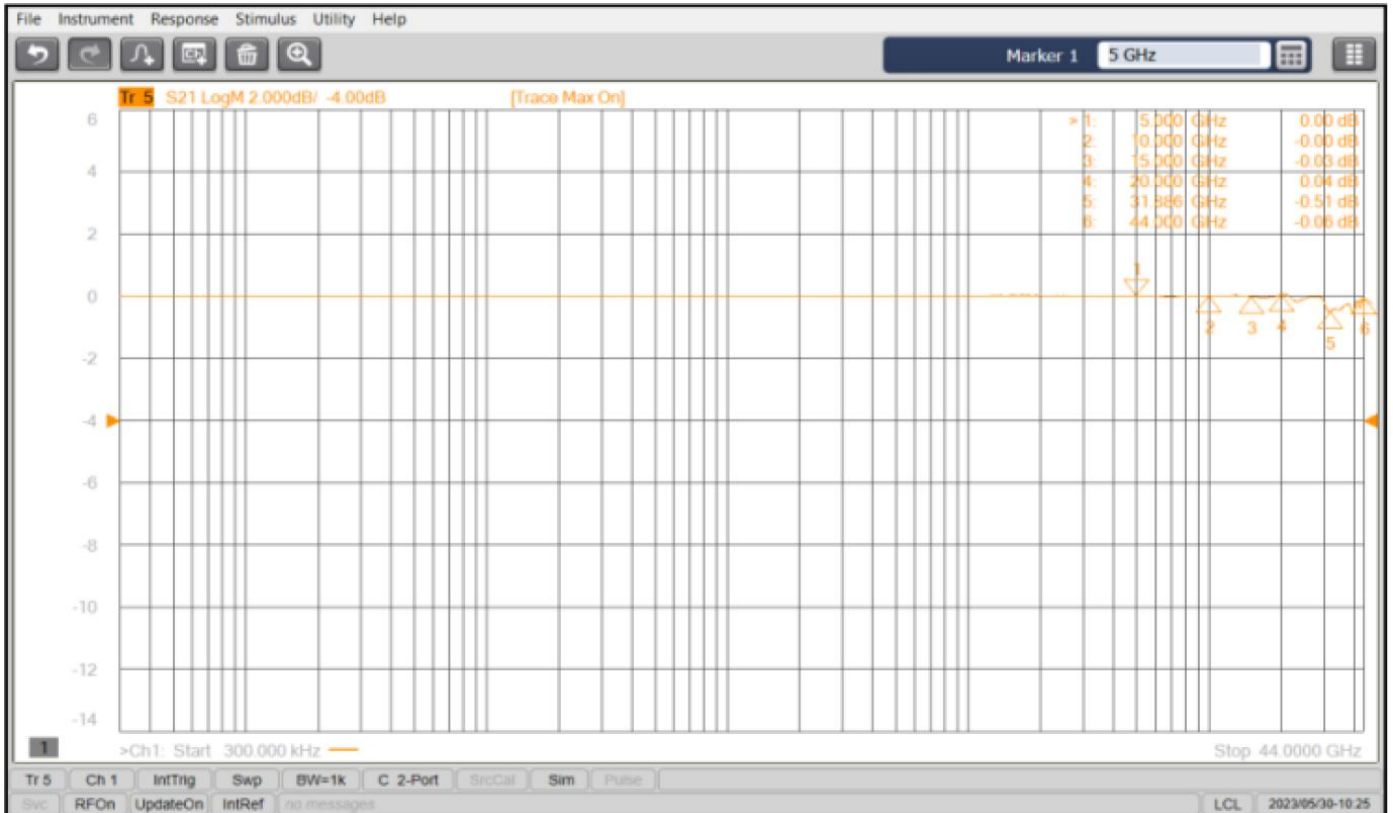 File Instrument Response Stimulus Utility Help
Marker 1 5 GHz
Tr 5 S21 LogM 2.000dB/ -4.00dB [Trace Max On]
> 1: 5.000 GHz 0.00 dB
2: 10.000 GHz -0.00 dB
3: 15.000 GHz -0.03 dB
4: 20.000 GHz 0.04 dB
5: 31.886 GHz -0.51 dB
6: 44.000 GHz -0.06 dB
6
4
2
0
-2
-4
-6
-8
-10
-12
-14
1
2
3
4
5
6
1 >Ch1: Start 300.000 kHz Stop 44.0000 GHz
Tr 5 Ch 1 IntTrig Swp BW=1k C 2-Port SrcCal Sim Pulse
Svc RFOn UpdateOn IntRef no messages LCL 2023/05/30-10:25